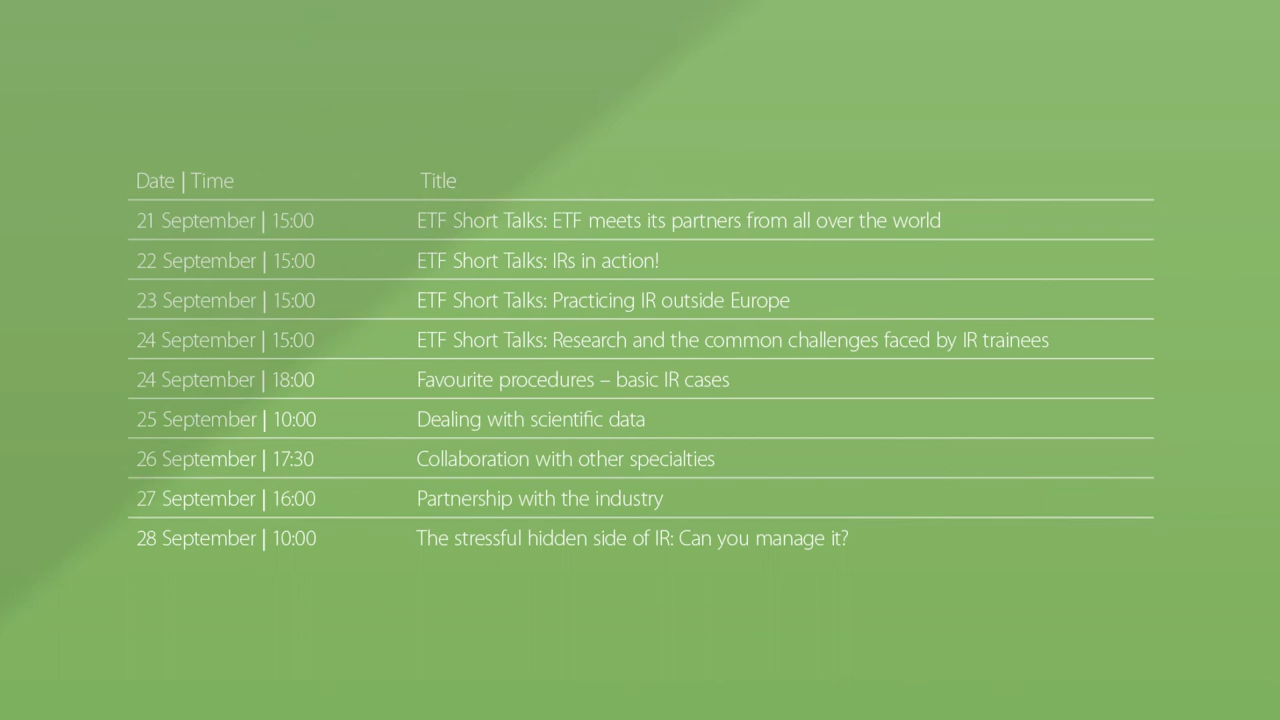 Date | Time Title
21 September | 15:00 ETF Short Talks: ETF meets its partners from all over the world
22 September | 15:00 ETF Short Talks: IRs in action!
23 September | 15:00 ETF Short Talks: Practicing IR outside Europe
24 September | 15:00 ETF Short Talks: Research and the common challenges faced by IR trainees
24 September | 18:00 Favourite procedures – basic IR cases
25 September | 10:00 Dealing with scientific data
26 September | 17:30 Collaboration with other specialties
27 September | 16:00 Partnership with the industry
28 September | 10:00 The stressful hidden side of IR: Can you manage it?